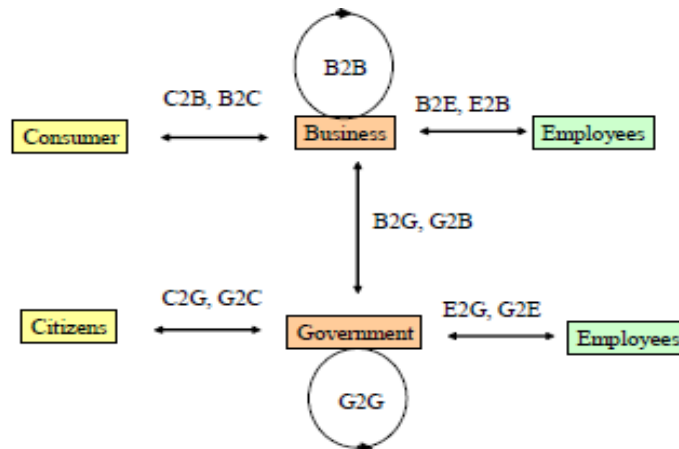 B2B
C2B, B2C
B2E, E2B
Consumer
Business
Employees
B2G, G2B
C2G, G2C
E2G, G2E
Citizens
Government
Employees
G2G